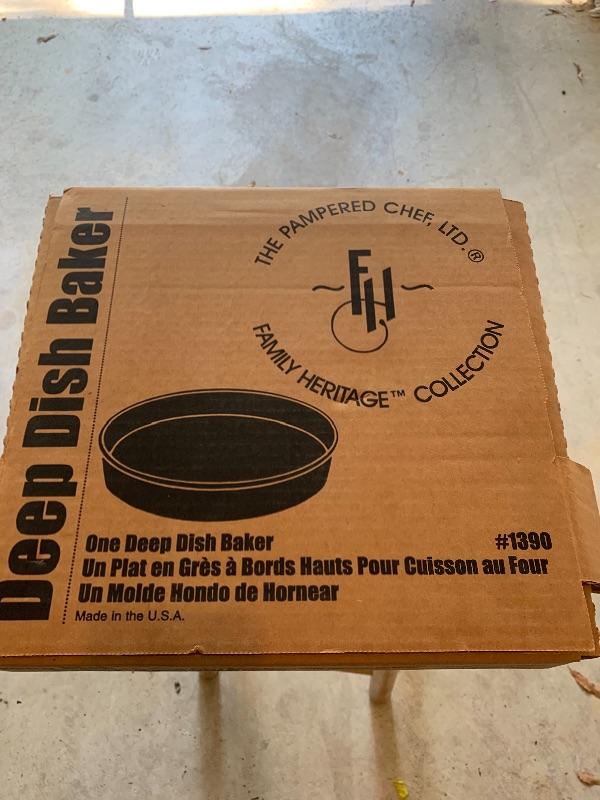 Deep Dish Baker
THE PAMPERED CHEF, LTD.®
FH
FAMILY HERITAGE™ COLLECTION
One Deep Dish Baker #1390
Un Plat en Grès à Bords Hauts Pour Cuisson au Four
Un Molde Hondo de Hornear
Made in the U.S.A.